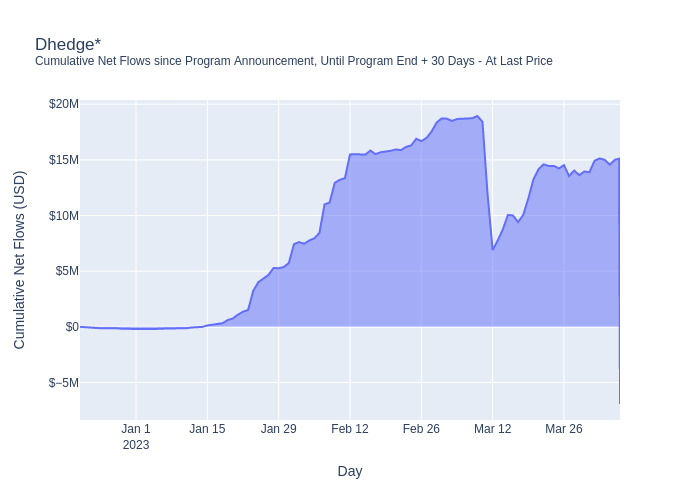 Dhedge*
Cumulative Net Flows since Program Announcement, Until Program End + 30 Days - At Last Price
Cumulative Net Flows (USD)
$20M
$15M
$10M
$5M
$0
$−5M
Jan 1
2023
Jan 15
Jan 29
Feb 12
Feb 26
Mar 12
Mar 26
Day